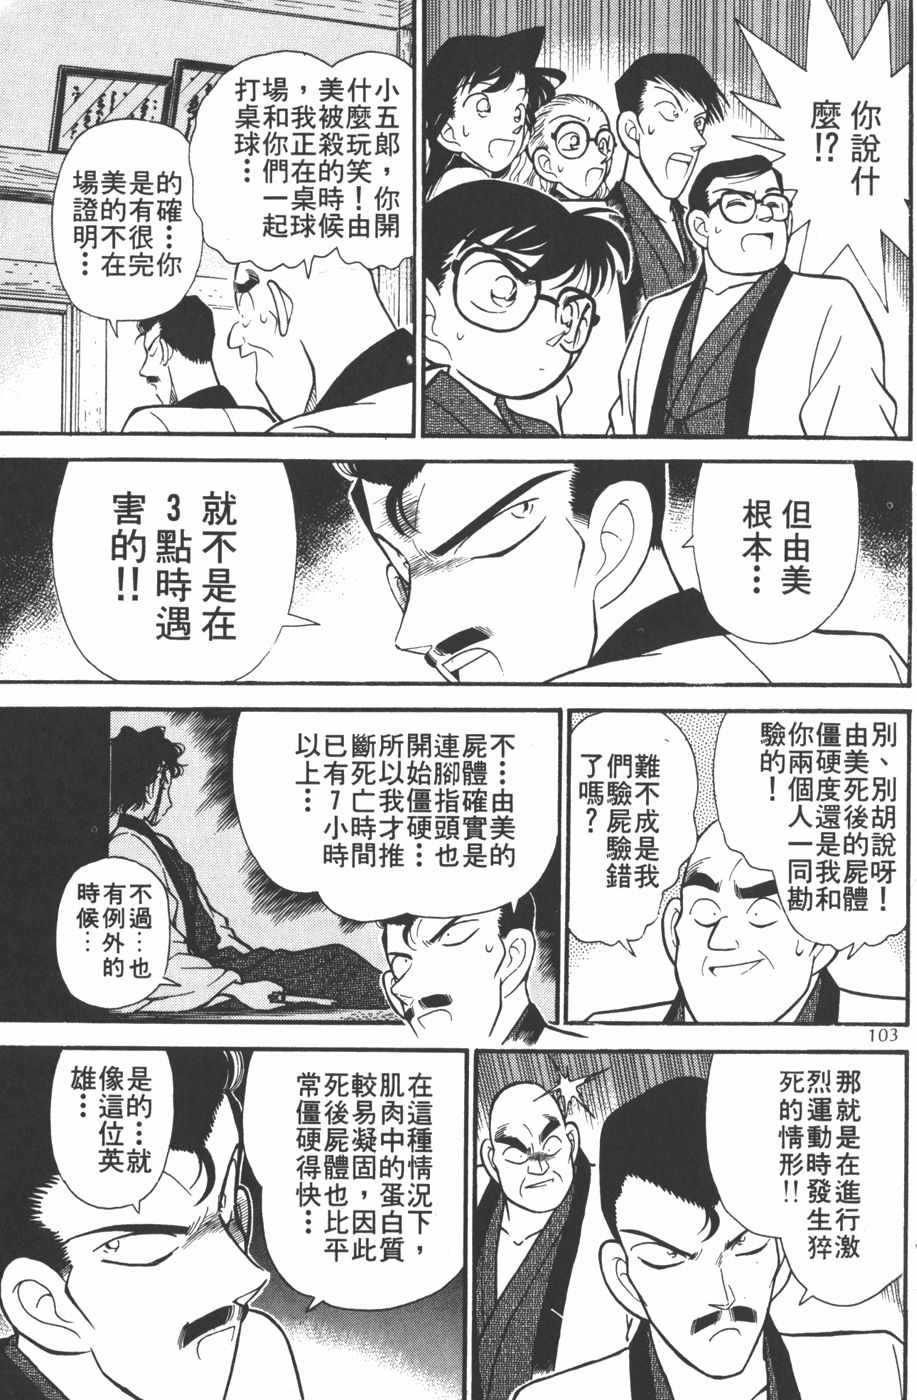 你說什
麼!?
小五郎，你開
什麼玩笑！由
美被殺的時候
，我正在桌球
場和你們一起
打桌球…
的確…你
是有很完
美的不在
場證明…
但由美
根本…
就不是在
3點時遇
害的!!
別、別胡說呀！
由美死後的屍體
僵硬度還是我和
你兩個人一同勘
驗的！
難不成是我
們驗屍驗錯
了嗎？
不…由美的
屍體確實是
連腳指頭也
開始僵硬…
所以我才推
斷死亡時間
已有7小時
以上…
不過…也
有例外的
時候…
那就是在進行激
烈運動時發生猝
死的情形!!
在這種情況下，
肌肉中的蛋白質
較易凝固，因此
死後屍體也比平
常僵硬得快…
是的…就
像這位英
雄…
103